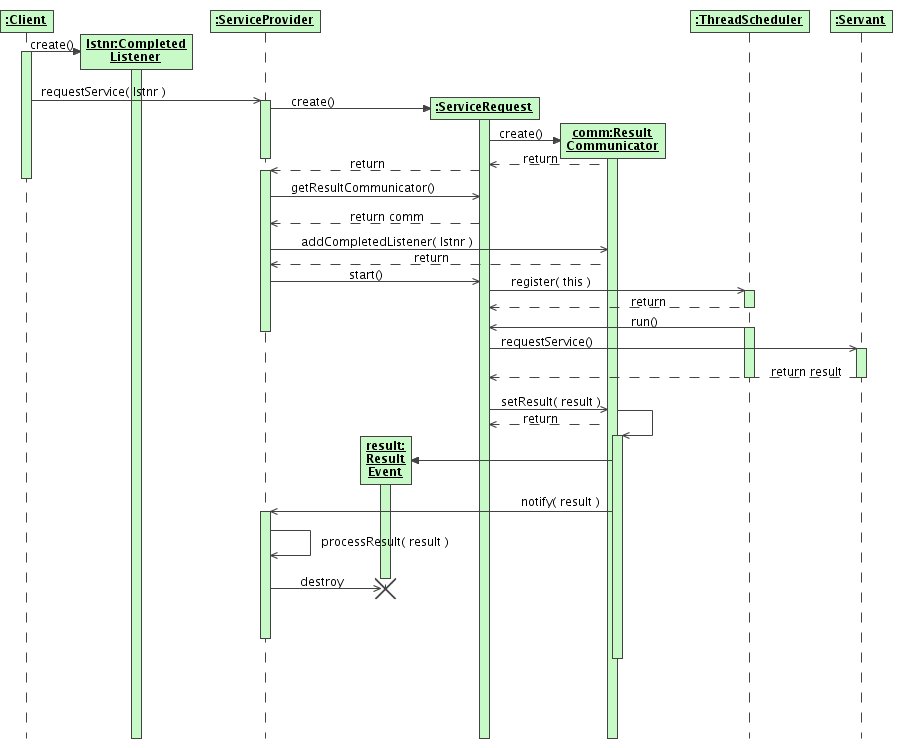 :Client
:ServiceProvider
:ThreadScheduler
:Servant
create()
lstnr:Completed
Listener
requestService( lstnr )
create()
:ServiceRequest
create()
comm:Result
Communicator
return
return
getResultCommunicator()
return comm
addCompletedListener( lstnr )
return
start()
register( this )
return
run()
requestService()
return result
setResult( result )
return
result:
Result
Event
notify( result )
processResult( result )
destroy